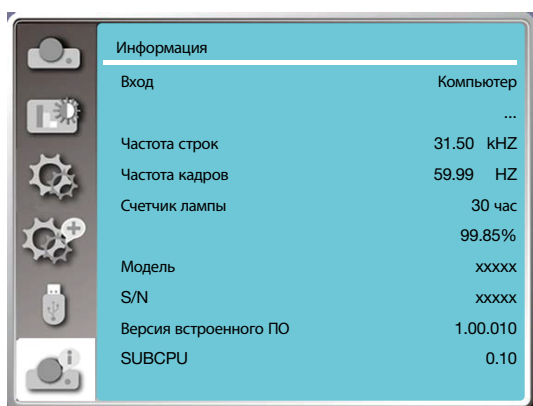 Информация
Вход Компьютер
...
Частота строк 31.50 kHZ
Частота кадров 59.99 HZ
Счетчик лампы 30 час
99.85%
Модель xxxxx
S/N xxxxx
Версия встроенного ПО 1.00.010
SUBCPU 0.10